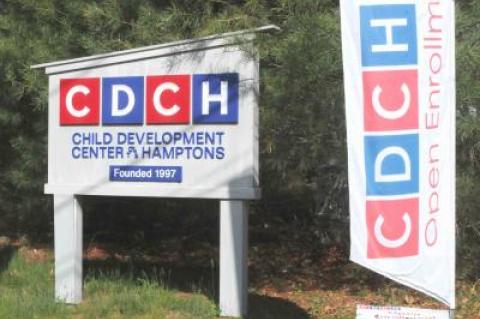 CDCH
CHILD DEVELOPMENT
CENTER HAMPTONS
Founded 1997
CDCH
Open Enrollm